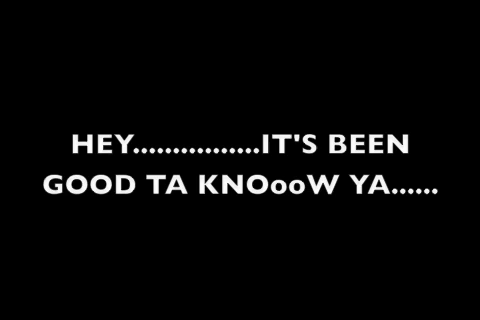 HEY................IT'S BEEN
GOOD TA KNOooW YA......